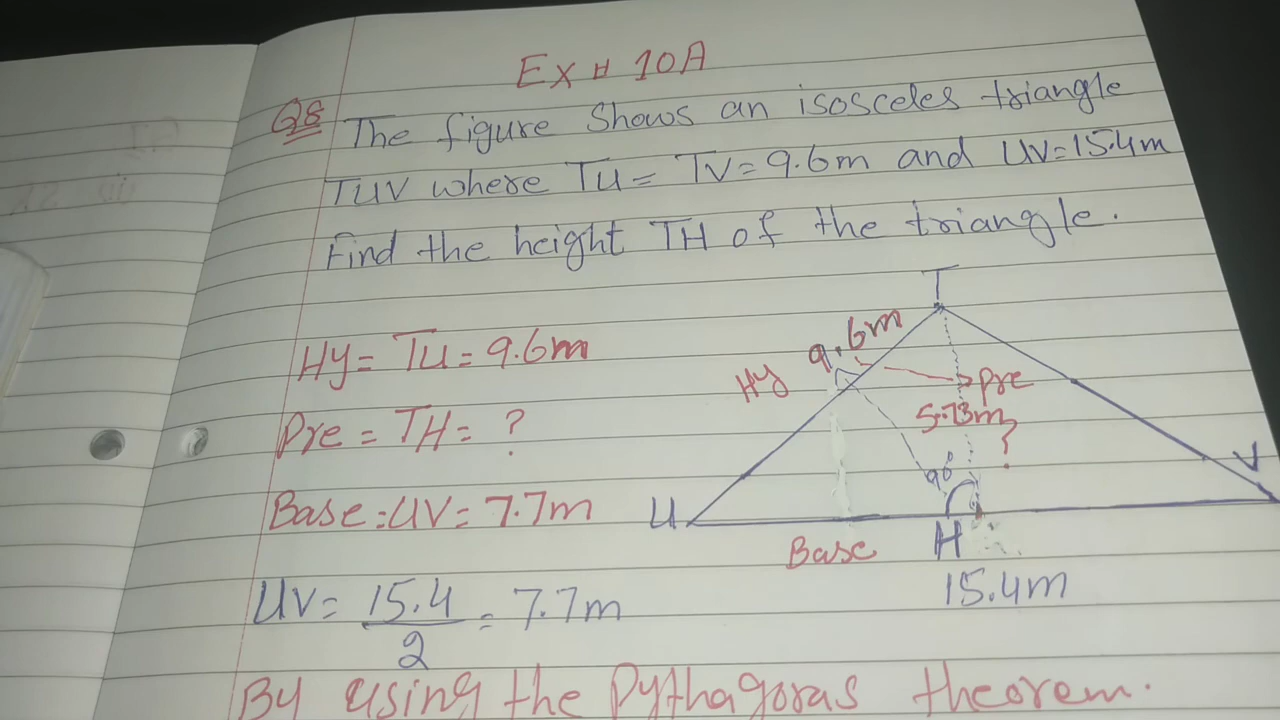 Ex # 10A
Q8 The figure shows an isosceles triangle
TUV where TU = TV = 9.6m and UV = 15.4m
Find the height TH of the triangle.
T
Hy = TU = 9.6m
9.6m
Hy
Pre
Pre = TH = ?
5.73m
?
90°
V
Base = UV = 7.7m
U
Base
H
15.4m
UV = 15.4/2 = 7.7m
By using the Pythagoras theorem.